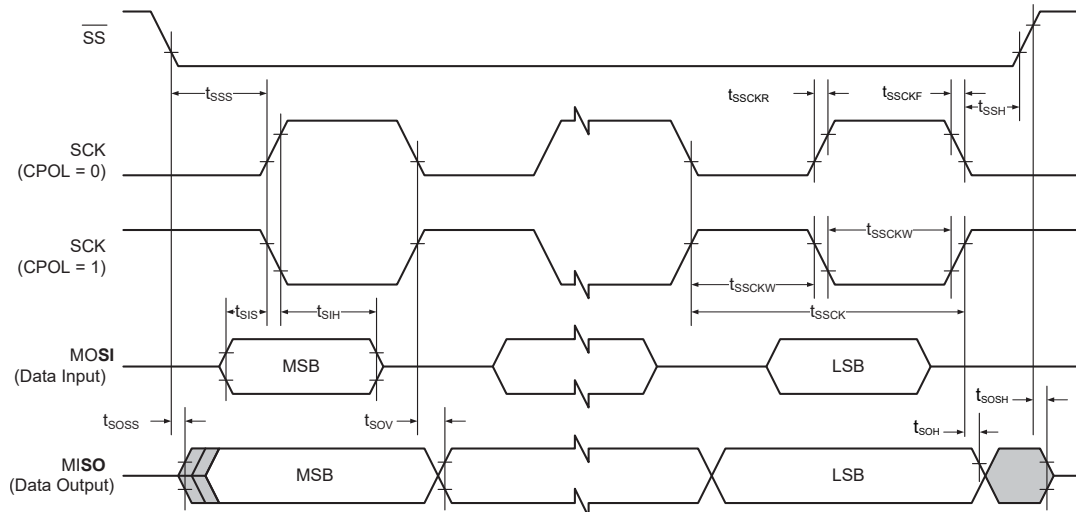 SS
tSSS
tSSCKR
tSSCKF
tSSH
SCK
(CPOL = 0)
SCK
(CPOL = 1)
tSSCKW
tSSCKW
tSSCK
tSIS
tSIH
MOSI
(Data Input)
MSB
LSB
tSOSS
tSOV
tSOH
tSOSH
MISO
(Data Output)
MSB
LSB